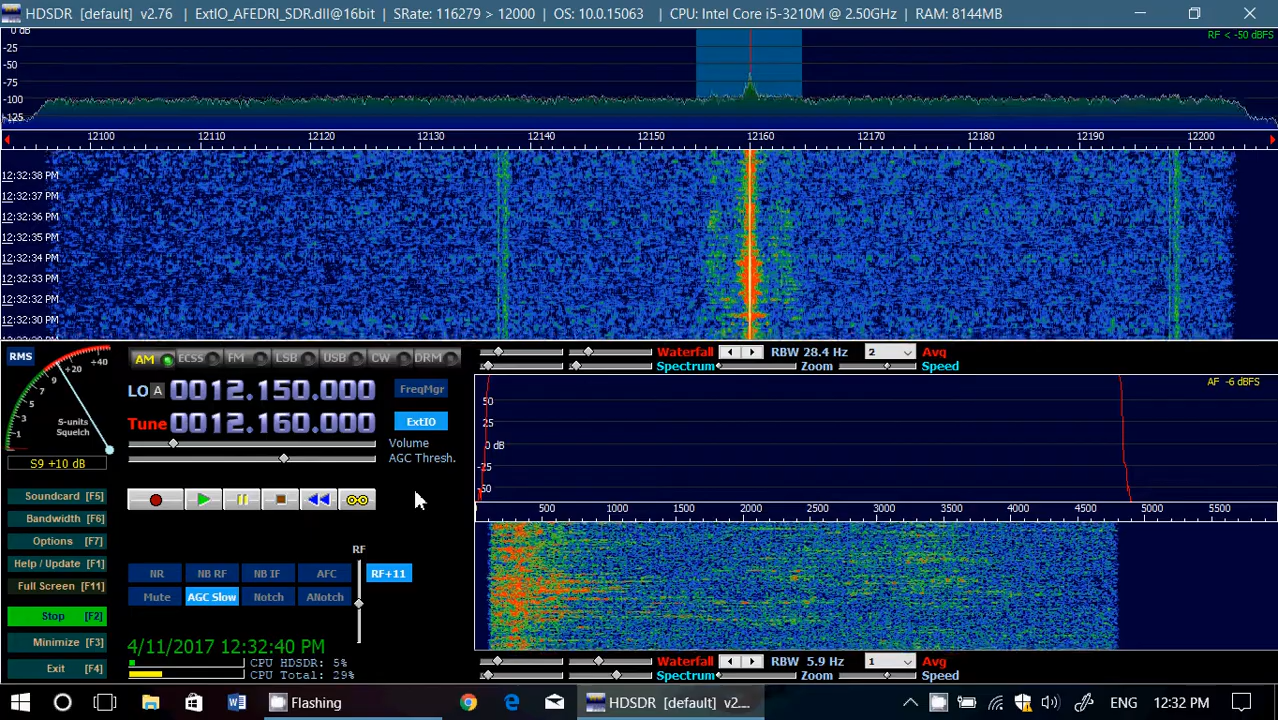 HDSDR [default] v2.76 | ExtIO_AFEDRI_SDR.dll@16bit | SRate: 116279 > 12000 | OS: 10.0.15063 | CPU: Intel Core i5-3210M @ 2.50GHz | RAM: 8144MB
0 dB
RF < -50 dBFS
-25
-50
-75
-100
-125
12100 12110 12120 12130 12140 12150 12160 12170 12180 12190 12200
12:32:38 PM
12:32:37 PM
12:32:36 PM
12:32:35 PM
12:32:34 PM
12:32:33 PM
12:32:32 PM
12:32:30 PM
RMS
+20 +40
9
7
5
3
1
S-units
Squelch
S9 +10 dB
AM ECSS FM LSB USB CW DRM
LO A 0012.150.000 FreqMgr
Tune 0012.160.000 ExtIO
Volume
AGC Thresh.
Waterfall RBW 28.4 Hz 2 Avg
Spectrum Zoom Speed
AF -6 dBFS
50
25
0 dB
-25
-50
500 1000 1500 2000 2500 3000 3500 4000 4500 5000 5500
Soundcard [F5]
Bandwidth [F6]
Options [F7]
Help / Update [F1]
Full Screen [F11]
Stop [F2]
Minimize [F3]
Exit [F4]
RF
NR NB RF NB IF AFC RF+11
Mute AGC Slow Notch ANotch
4/11/2017 12:32:40 PM
CPU HDSDR: 5%
CPU Total: 29%
Waterfall RBW 5.9 Hz 1 Avg
Spectrum Zoom Speed
Flashing
HDSDR [default] v2....
ENG 12:32 PM